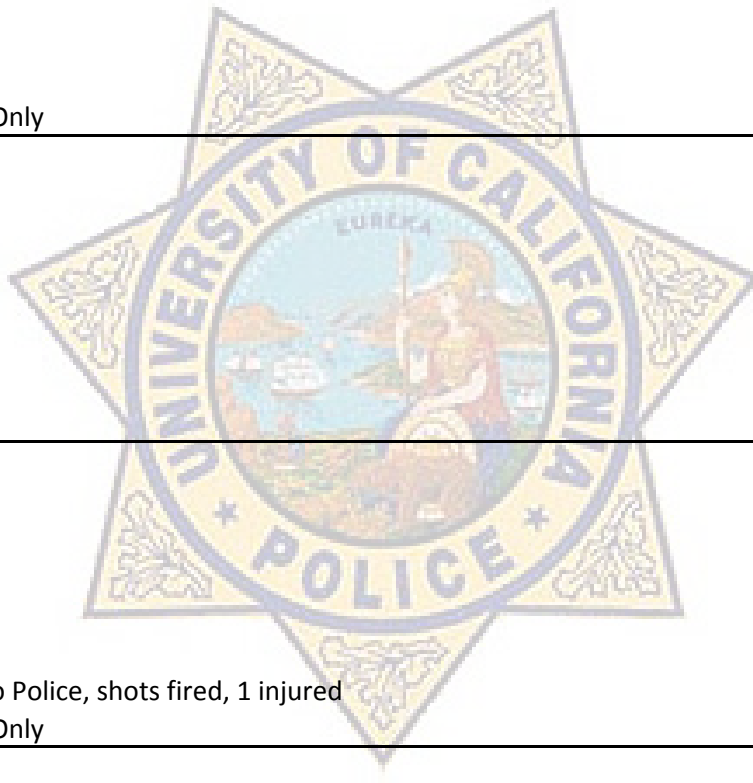 Only
UNIVERSITY OF CALIFORNIA
EUREKA
POLICE
Police, shots fired, 1 injured
Only